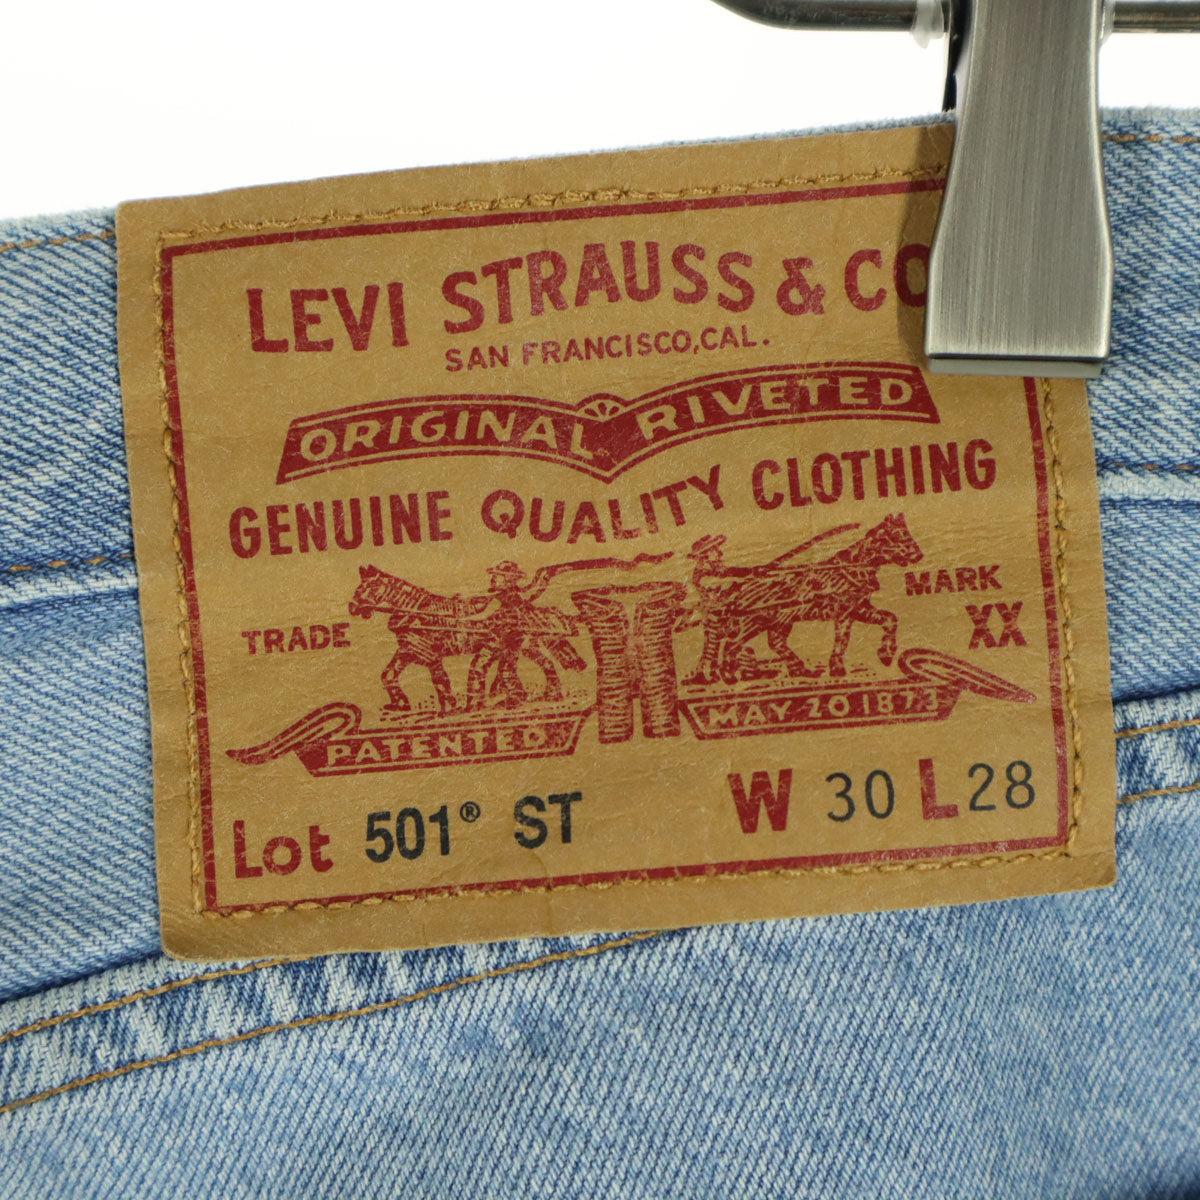 LEVI STRAUSS & CO
SAN FRANCISCO, CAL.
ORIGINAL RIVETED
GENUINE QUALITY CLOTHING
TRADE MARK
XX
PATENTED MAY 20 1873
Lot 501® ST W 30 L 28